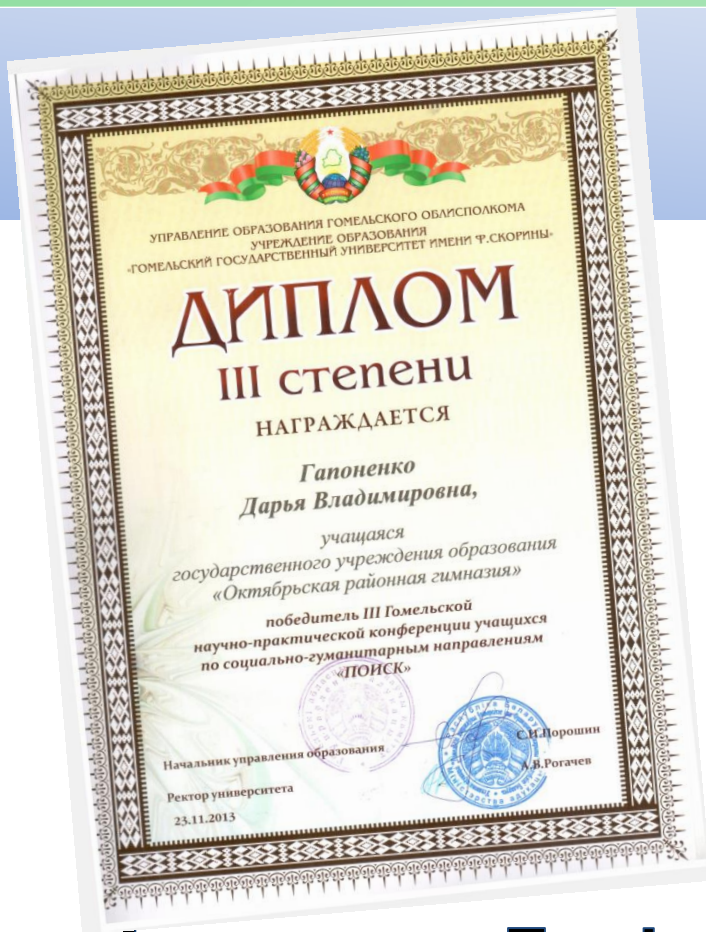 УПРАВЛЕНИЕ ОБРАЗОВАНИЯ ГОМЕЛЬСКОГО ОБЛИСПОЛКОМА
УЧРЕЖДЕНИЕ ОБРАЗОВАНИЯ
«ГОМЕЛЬСКИЙ ГОСУДАРСТВЕННЫЙ УНИВЕРСИТЕТ ИМЕНИ Ф.СКОРИНЫ»
ДИПЛОМ
III степени
НАГРАЖДАЕТСЯ
Гапоненко
Дарья Владимировна,
учащаяся
государственного учреждения образования
«Октябрьская районная гимназия»
победитель III Гомельской
научно-практической конференции учащихся
по социально-гуманитарным направлениям
«ПОИСК»
Начальник управления образования С.И.Порошин
Ректор университета А.В.Рогачев
23.11.2013